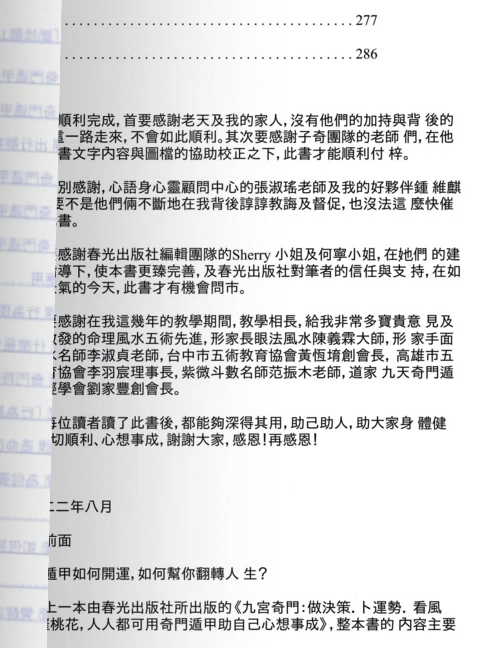 277
286
順利完成，首要感謝老天及我的家人，沒有他們的加持與背 後的
這一路走來，不會如此順利。其次要感謝子奇團隊的老師 們，在他
書文字內容與圖檔的協助校正之下，此書才能順利付 梓。
別感謝，心語身心靈顧問中心的張淑瑤老師及我的好夥伴鍾 維麒
要不是他們倆不斷地在我背後諄諄教誨及督促，也沒法這 麼快催
書。
感謝春光出版社編輯團隊的Sherry 小姐及何寧小姐，在她們 的建
導下，使本書更臻完善，及春光出版社對筆者的信任與支 持，在如
氣的今天，此書才有機會問市。
感謝在我這幾年的教學期間，教學相長，給我非常多寶貴意 見及
發的命理風水五術先進，形家長眼法風水陳義霖大師，形 家手面
名師李淑貞老師，台中市五術教育協會黃恆堉創會長， 高雄市五
協會李羽宸理事長，紫微斗數名師范振木老師，道家 九天奇門遁
學會劉家豐創會長。
每位讀者讀了此書後，都能夠深得其用，助己助人，助大家身 體健
切順利、心想事成，謝謝大家，感恩！再感恩！
二年八月
前面
遁甲如何開運，如何幫你翻轉人 生？
上一本由春光出版社所出版的《九宮奇門：做決策．卜運勢．看風
桃花，人人都可用奇門遁甲助自己心想事成》，整本書的 內容主要